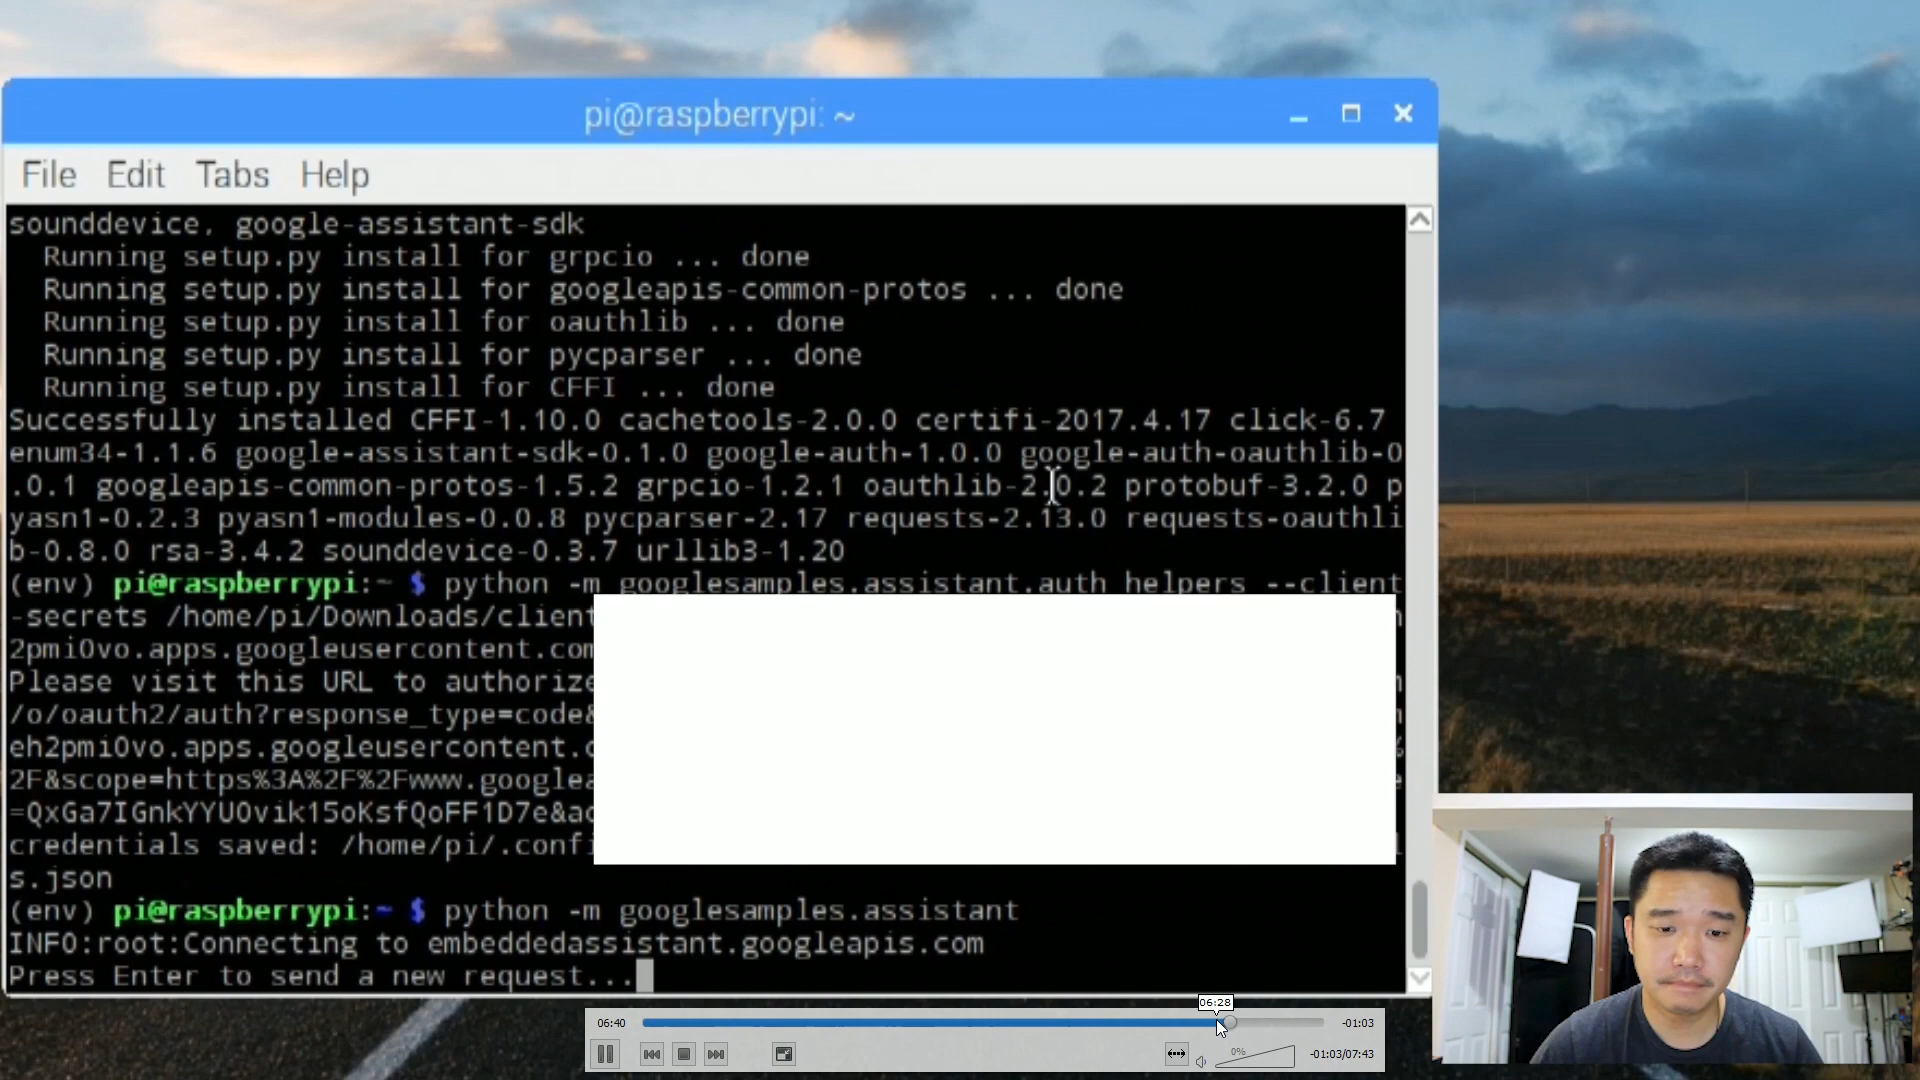 pi@raspberrypi: ~
File Edit Tabs Help
sounddevice, google-assistant-sdk
Running setup.py install for grpcio ... done
Running setup.py install for googleapis-common-protos ... done
Running setup.py install for oauthlib ... done
Running setup.py install for pycparser ... done
Running setup.py install for CFFI ... done
Successfully installed CFFI-1.10.0 cachetools-2.0.0 certifi-2017.4.17 click-6.7
enum34-1.1.6 google-assistant-sdk-0.1.0 google-auth-1.0.0 google-auth-oauthlib-0
.0.1 googleapis-common-protos-1.5.2 grpcio-1.2.1 oauthlib-2.0.2 protobuf-3.2.0 p
yasn1-0.2.3 pyasn1-modules-0.0.8 pycparser-2.17 requests-2.13.0 requests-oauthli
b-0.8.0 rsa-3.4.2 sounddevice-0.3.7 urllib3-1.20
(env) pi@raspberrypi:~ $ python -m googlesamples.assistant.auth_helpers --client
-secrets /home/pi/Downloads/client
2pmi0vo.apps.googleusercontent.com
Please visit this URL to authorize
/o/oauth2/auth?response_type=code&
eh2pmi0vo.apps.googleusercontent.c
2F&scope=https%3A%2F%2Fwww.googlea
=QxGa7IGnkYYU0vik15oKsfQoFF1D7e&ac
credentials saved: /home/pi/.confi
s.json
(env) pi@raspberrypi:~ $ python -m googlesamples.assistant
INFO:root:Connecting to embeddedassistant.googleapis.com
Press Enter to send a new request...
06:28
06:40 -01:03
0% -01:03/07:43